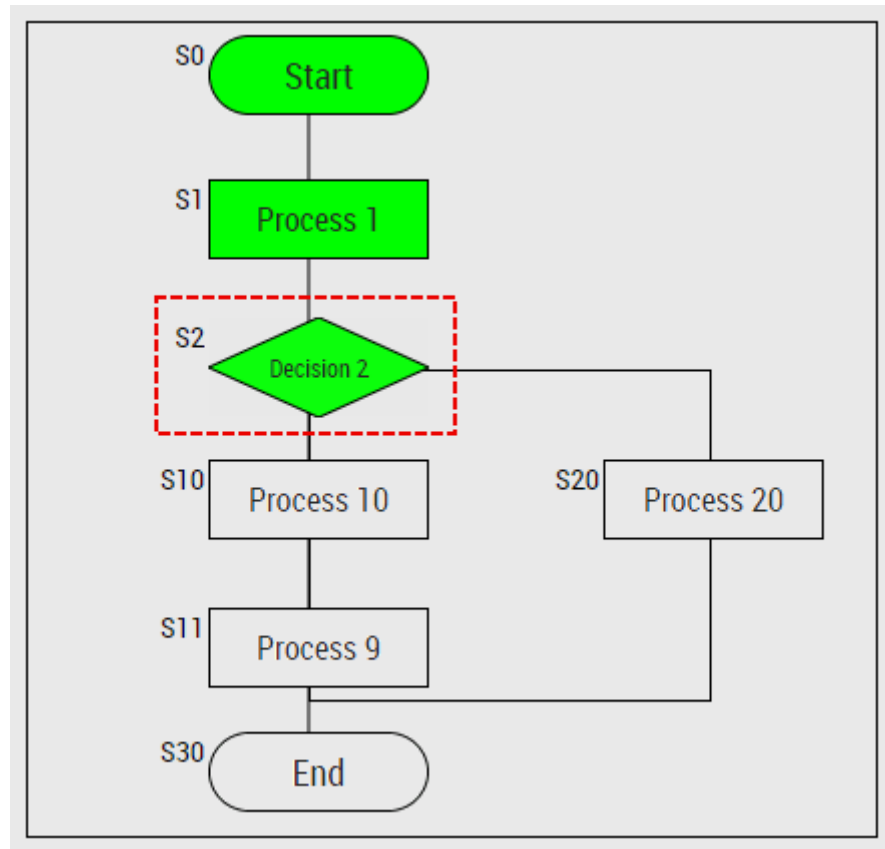 S0
Start
S1
Process 1
S2
Decision 2
S10
Process 10
S20
Process 20
S11
Process 9
S30
End